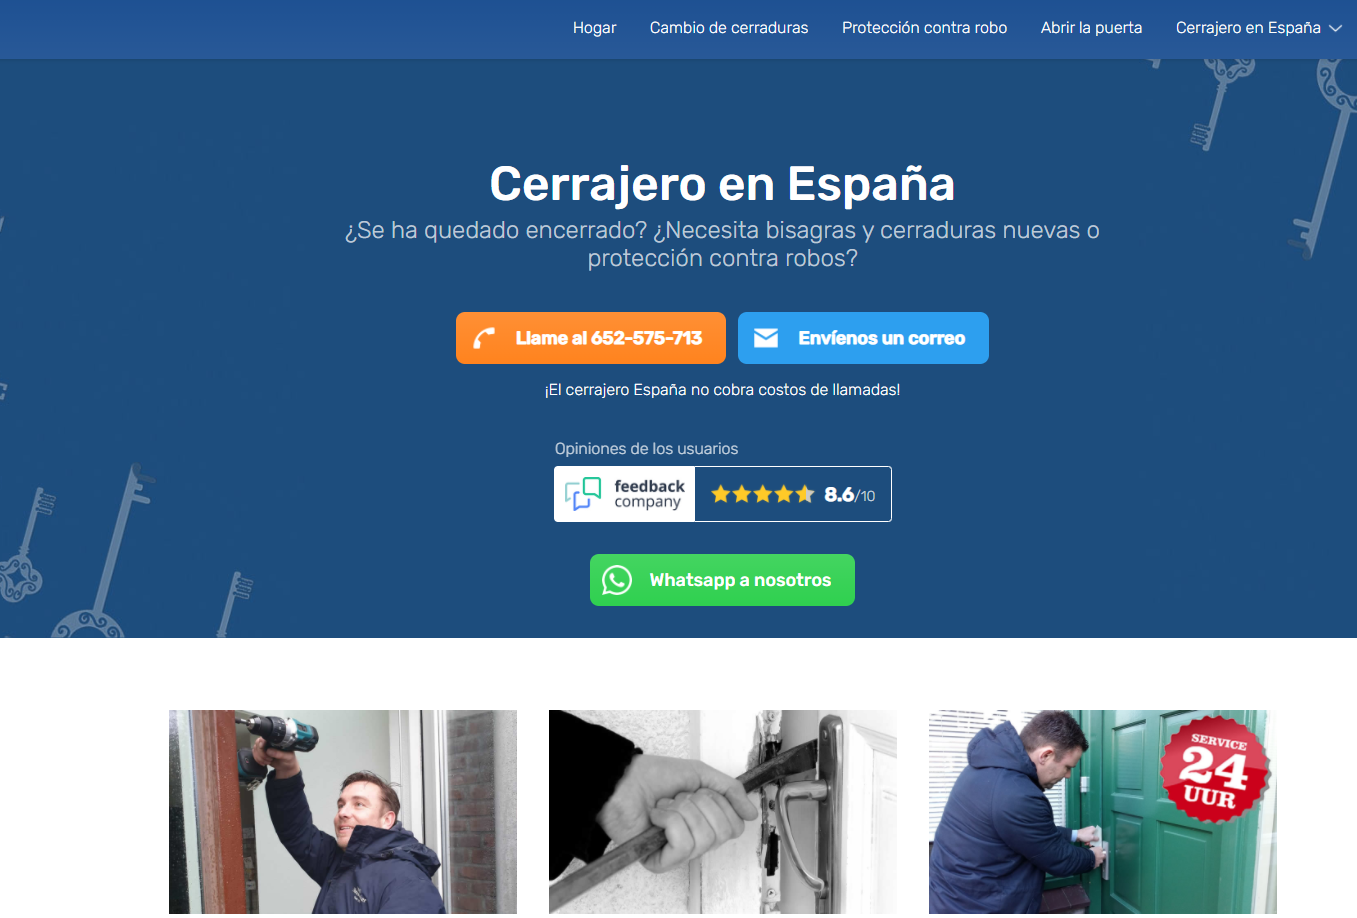 Hogar
Cambio de cerraduras
Protección contra robo
Abrir la puerta
Cerrajero en España
Cerrajero en España
¿Se ha quedado encerrado? ¿Necesita bisagras y cerraduras nuevas o
protección contra robos?
Llame al 652-575-713
Envíenos un correo
¡El cerrajero España no cobra costos de llamadas!
Opiniones de los usuarios
feedback
company
8.6/10
Whatsapp a nosotros
SERVICE
24
UUR